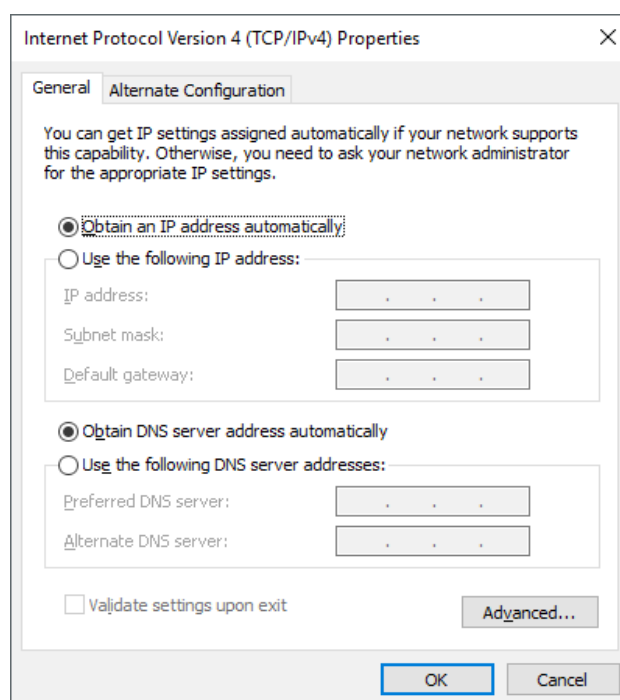 Internet Protocol Version 4 (TCP/IPv4) Properties
General
Alternate Configuration
You can get IP settings assigned automatically if your network supports
this capability. Otherwise, you need to ask your network administrator
for the appropriate IP settings.
Obtain an IP address automatically
Use the following IP address:
IP address:
. . .
Subnet mask:
. . .
Default gateway:
. . .
Obtain DNS server address automatically
Use the following DNS server addresses:
Preferred DNS server:
. . .
Alternate DNS server:
. . .
Validate settings upon exit
Advanced...
OK
Cancel